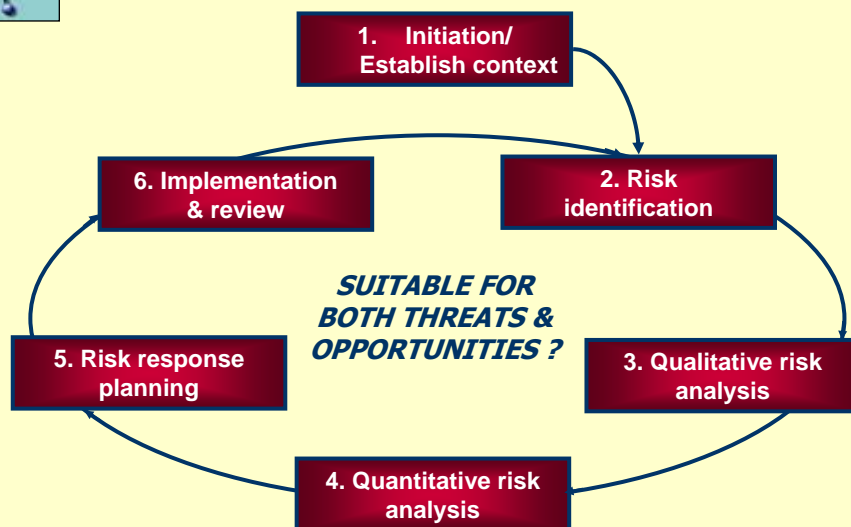 1. Initiation/
Establish context
2. Risk
identification
6. Implementation
& review
SUITABLE FOR
BOTH THREATS &
OPPORTUNITIES ?
5. Risk response
planning
3. Qualitative risk
analysis
4. Quantitative risk
analysis